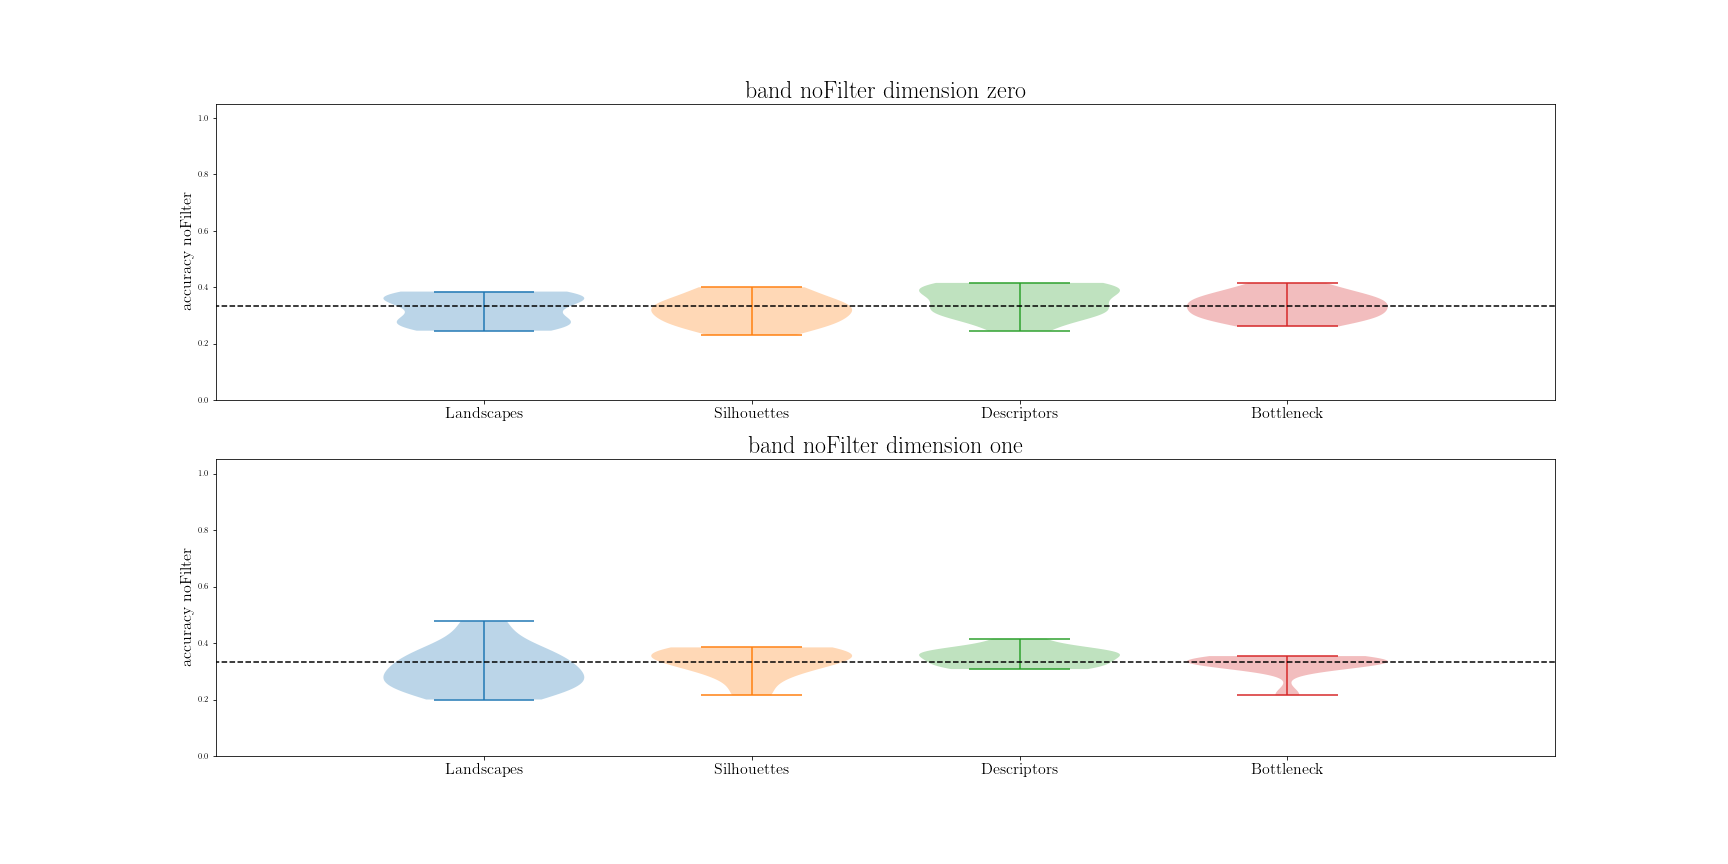 band noFilter dimension zero
accuracy noFilter
1.0
0.8
0.6
0.4
0.2
0.0
Landscapes Silhouettes Descriptors Bottleneck
band noFilter dimension one
accuracy noFilter
1.0
0.8
0.6
0.4
0.2
0.0
Landscapes Silhouettes Descriptors Bottleneck